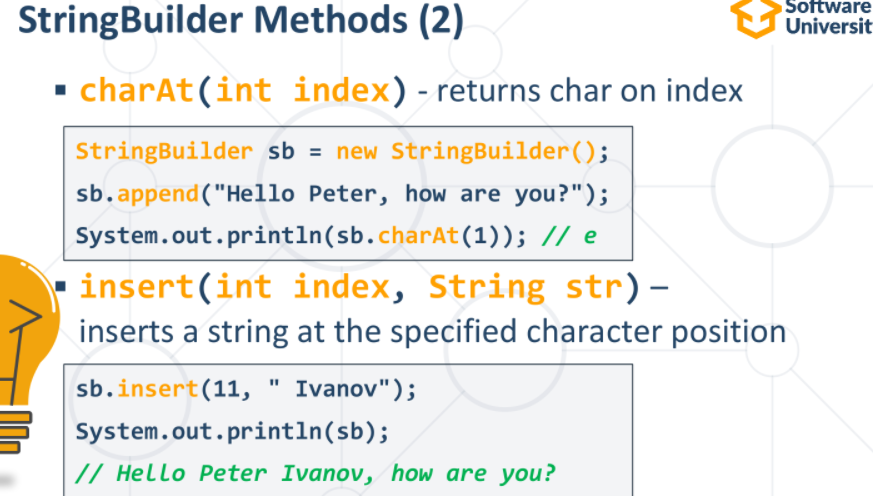 StringBuilder Methods (2)
Software
Universit
▪ charAt(int index) - returns char on index
StringBuilder sb = new StringBuilder();
sb.append("Hello Peter, how are you?");
System.out.println(sb.charAt(1)); // e
▪ insert(int index, String str) –
inserts a string at the specified character position
sb.insert(11, " Ivanov");
System.out.println(sb);
// Hello Peter Ivanov, how are you?